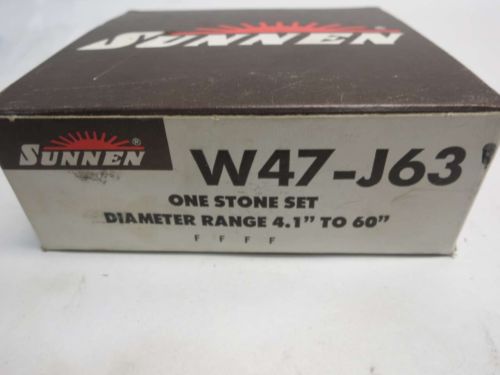 SUNNEN
SUNNEN®
W47-J63
ONE STONE SET
DIAMETER RANGE 4.1" TO 60"
F F F F